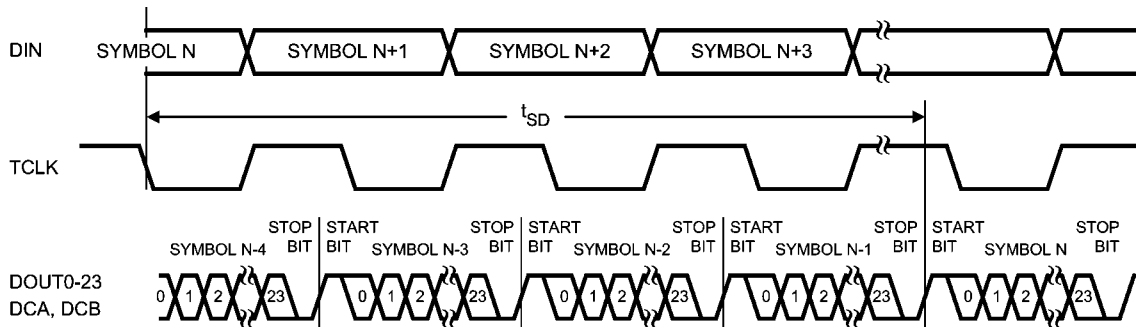 DIN
SYMBOL N
SYMBOL N+1
SYMBOL N+2
SYMBOL N+3
tSD
TCLK
STOP BIT
START BIT
STOP BIT
START BIT
STOP BIT
START BIT
STOP BIT
START BIT
STOP BIT
SYMBOL N-4
SYMBOL N-3
SYMBOL N-2
SYMBOL N-1
SYMBOL N
DOUT0-23
DCA, DCB
0 1 2 23
0 1 2 23
0 1 2 23
0 1 2 23
0 1 2 23